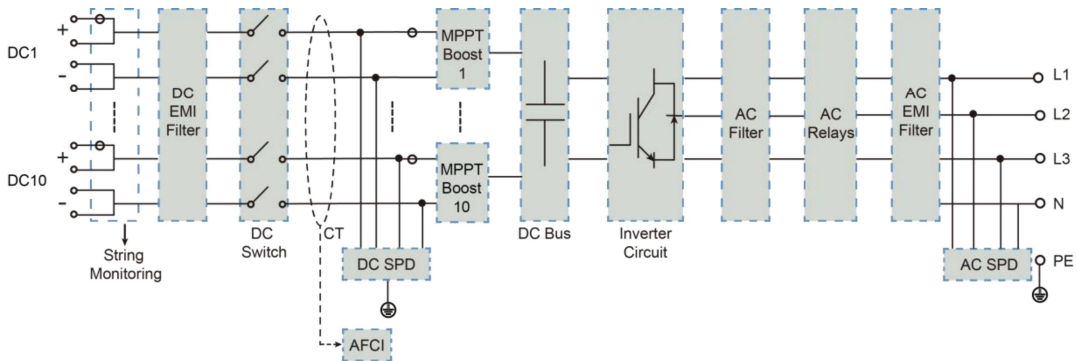 +
DC1
-
+
DC10
-
String
Monitoring
DC
EMI
Filter
DC
Switch
CT
DC SPD
AFCI
MPPT
Boost
1
MPPT
Boost
10
DC Bus
Inverter
Circuit
AC
Filter
AC
Relays
AC
EMI
Filter
AC SPD
L1
L2
L3
N
PE